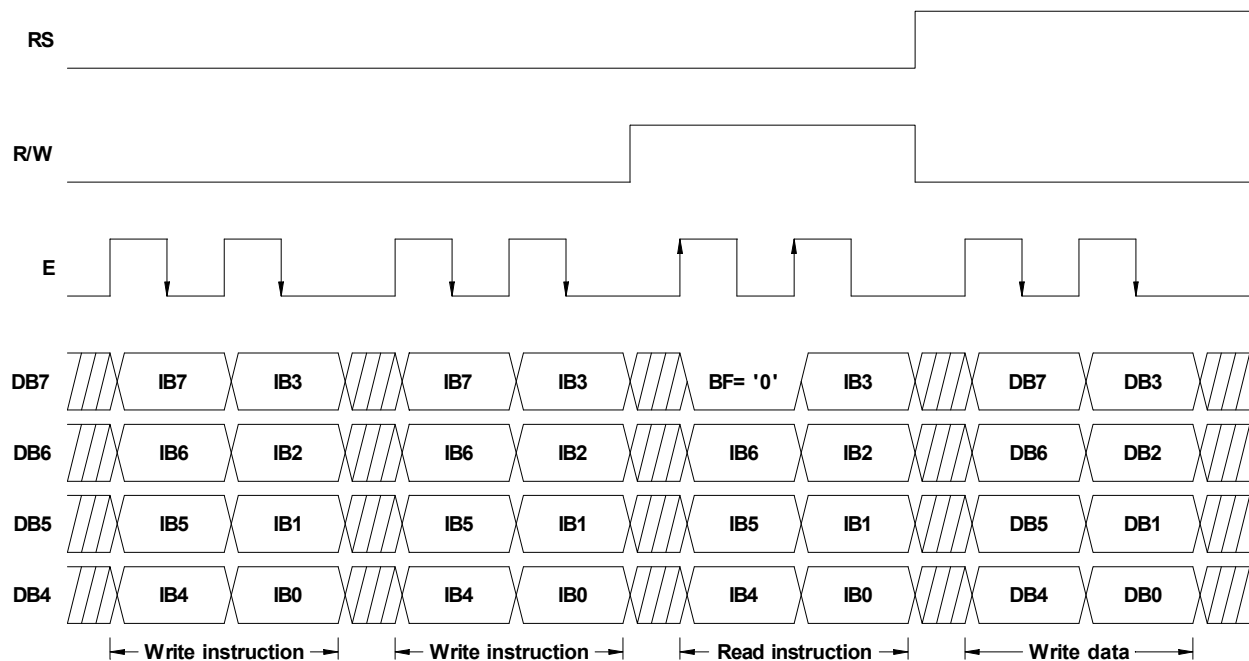 RS
R/W
E
DB7 IB7 IB3 IB7 IB3 BF= '0' IB3 DB7 DB3
DB6 IB6 IB2 IB6 IB2 IB6 IB2 DB6 DB2
DB5 IB5 IB1 IB5 IB1 IB5 IB1 DB5 DB1
DB4 IB4 IB0 IB4 IB0 IB4 IB0 DB4 DB0
Write instruction Write instruction Read instruction Write data